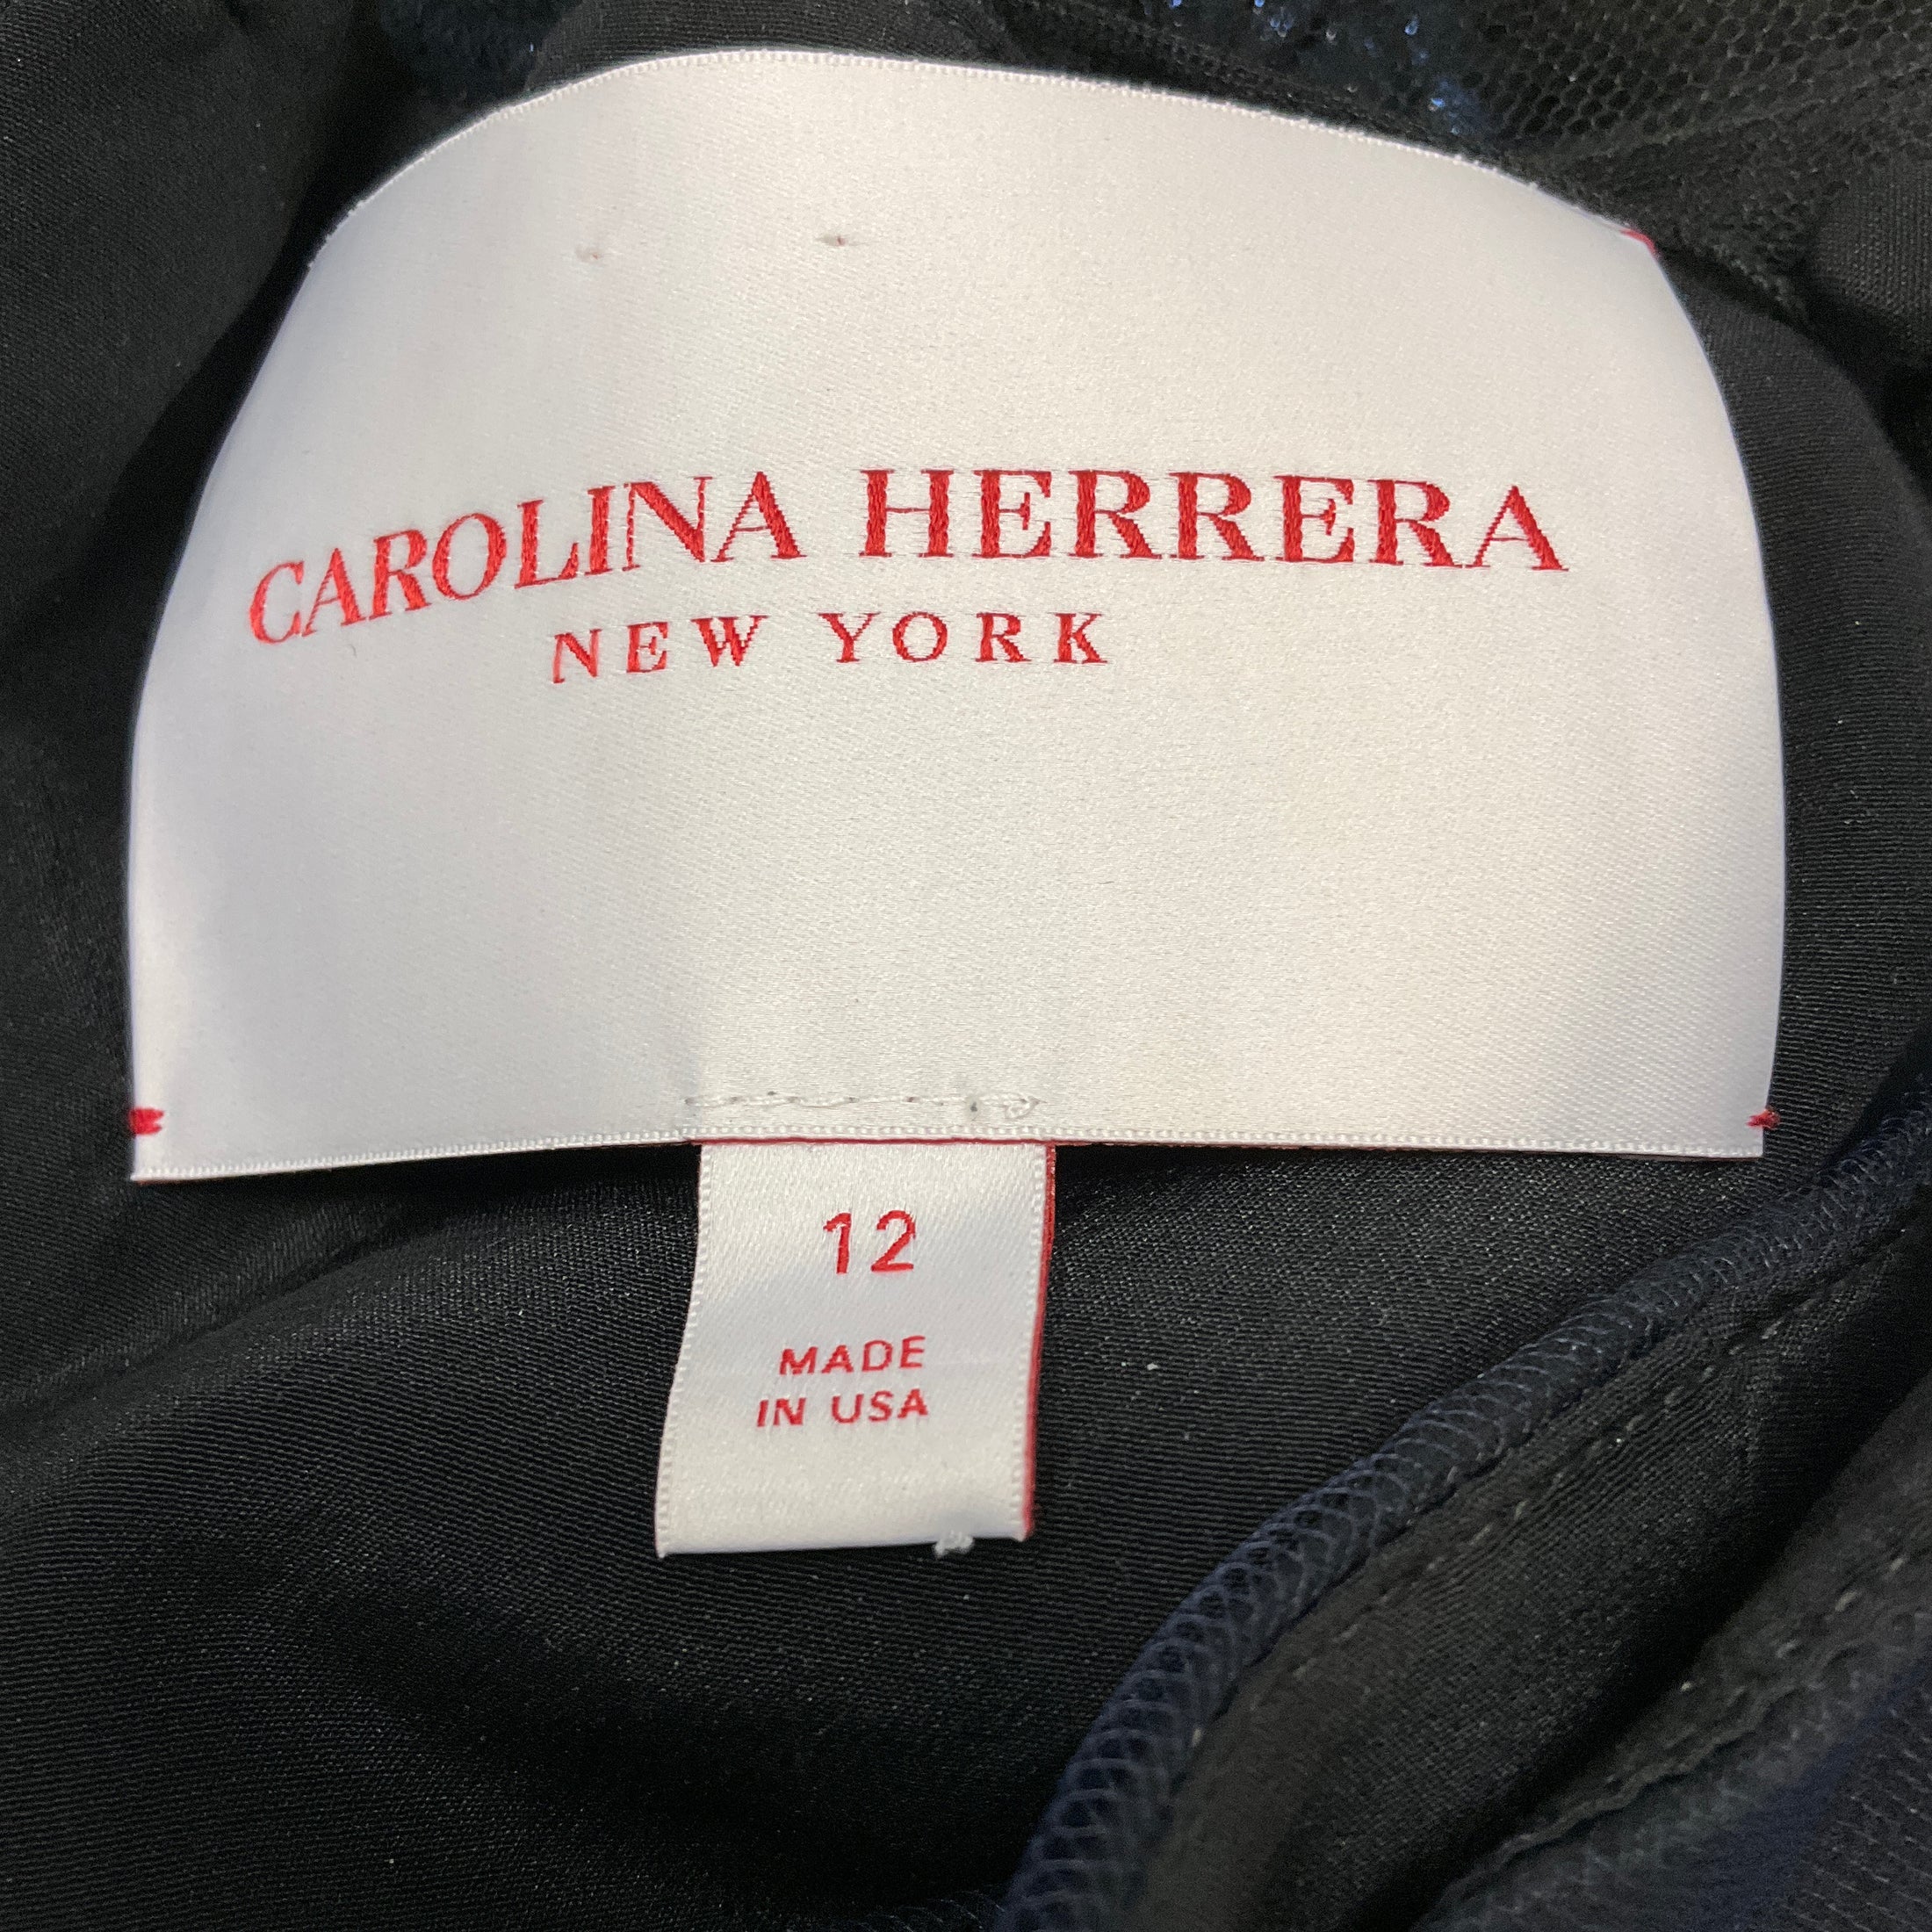 CAROLINA HERRERA
NEW YORK
12
MADE
IN USA